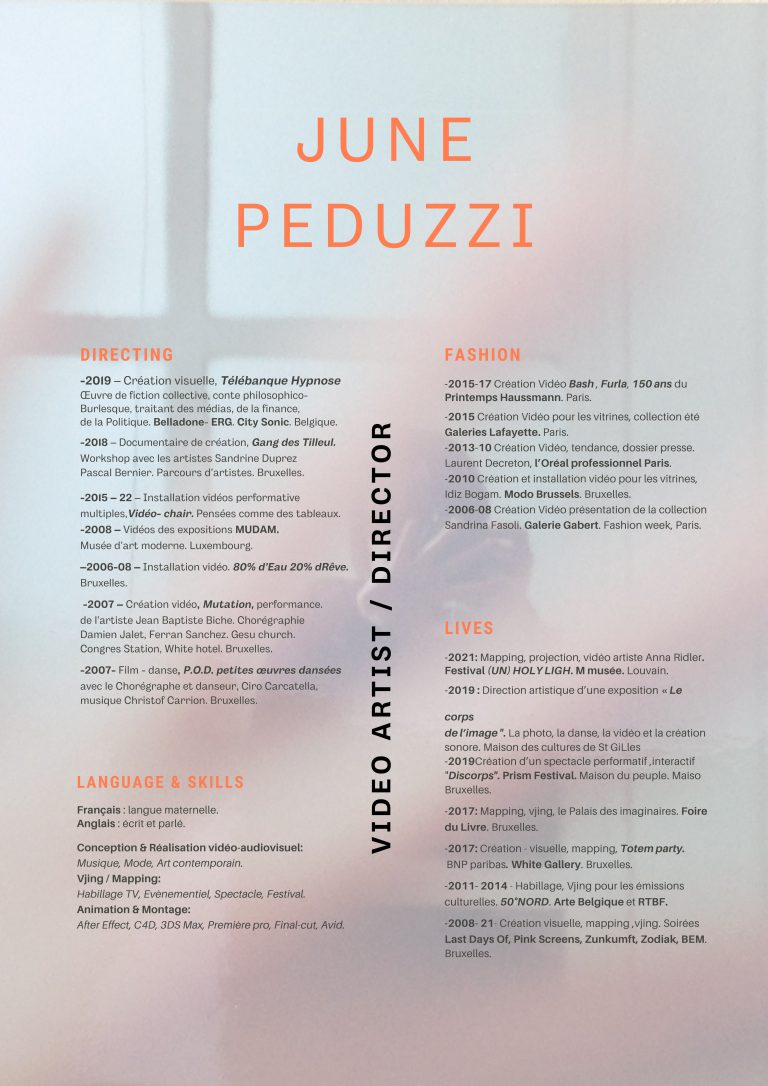 JUNE
PEDUZZI
DIRECTING
-2019 – Création visuelle, Télébanque Hypnose
Œuvre de fiction collective, conte philosophico-
Burlesque, traitant des médias, de la finance,
de la Politique. Belladone- ERG. City Sonic. Belgique.
-2018 – Documentaire de création, Gang des Tilleul.
Workshop avec les artistes Sandrine Duprez
Pascal Bernier. Parcours d'artistes. Bruxelles.
-2015 – 22 – Installation vidéos performative
multiples,Vidéo- chair. Pensées comme des tableaux.
-2008 – Vidéos des expositions MUDAM.
Musée d'art moderne. Luxembourg.
–2006-08 – Installation vidéo. 80% d'Eau 20% dRêve.
Bruxelles.
-2007 – Création vidéo, Mutation, performance.
de l'artiste Jean Baptiste Biche. Chorégraphie
Damien Jalet, Ferran Sanchez. Gesu church.
Congres Station, White hotel. Bruxelles.
-2007- Film - danse, P.O.D. petites œuvres dansées
avec le Chorégraphe et danseur, Ciro Carcatella,
musique Christof Carrion. Bruxelles.
LANGUAGE & SKILLS
Français : langue maternelle.
Anglais : écrit et parlé.
Conception & Réalisation vidéo-audiovisuel:
Musique, Mode, Art contemporain.
Vjing / Mapping:
Habillage TV, Evènementiel, Spectacle, Festival.
Animation & Montage:
After Effect, C4D, 3DS Max, Première pro, Final-cut, Avid.
VIDEO ARTIST / DIRECTOR
FASHION
-2015-17 Création Vidéo Bash , Furla, 150 ans du
Printemps Haussmann. Paris.
-2015 Création Vidéo pour les vitrines, collection été
Galeries Lafayette. Paris.
-2013-10 Création Vidéo, tendance, dossier presse.
Laurent Decreton, l'Oréal professionnel Paris.
-2010 Création et installation vidéo pour les vitrines,
Idiz Bogam. Modo Brussels. Bruxelles.
-2006-08 Création Vidéo présentation de la collection
Sandrina Fasoli. Galerie Gabert. Fashion week, Paris.
LIVES
-2021: Mapping, projection, vidéo artiste Anna Ridler.
Festival (UN) HOLY LIGH. M musée. Louvain.
-2019 : Direction artistique d'une exposition « Le
corps
de l'image ". La photo, la danse, la vidéo et la création
sonore. Maison des cultures de St GiLles
-2019Création d'un spectacle performatif ,interactif
"Discorps". Prism Festival. Maison du peuple. Maiso
Bruxelles.
-2017: Mapping, vjing, le Palais des imaginaires. Foire
du Livre. Bruxelles.
-2017: Création - visuelle, mapping, Totem party.
BNP paribas. White Gallery. Bruxelles.
-2011- 2014 - Habillage, Vjing pour les émissions
culturelles. 50°NORD. Arte Belgique et RTBF.
-2008- 21- Création visuelle, mapping ,vjing. Soirées
Last Days Of, Pink Screens, Zunkumft, Zodiak, BEM.
Bruxelles.